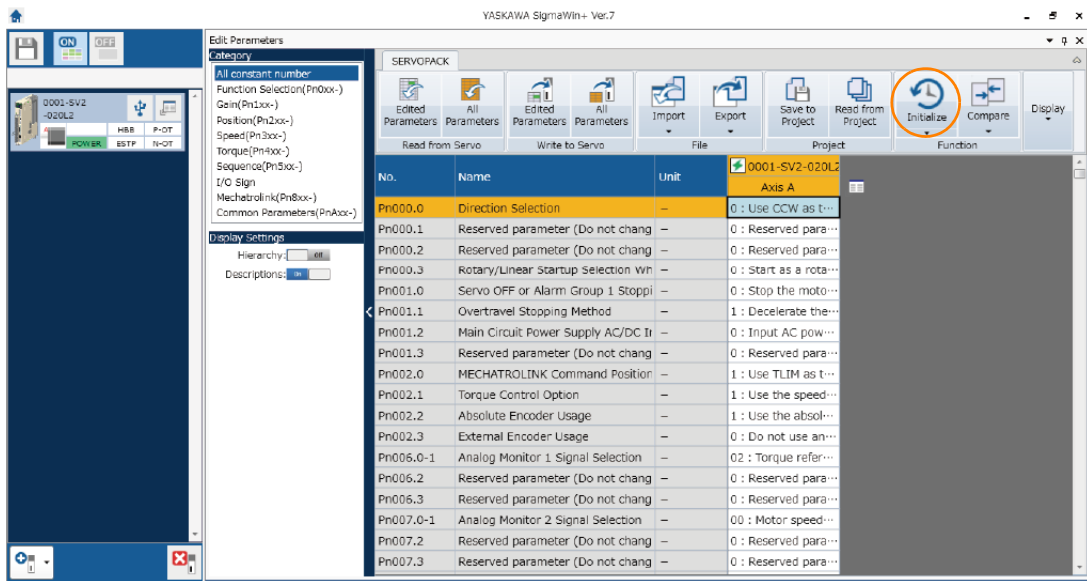 YASKAWA SigmaWin+ Ver.7
ON OFF
Edit Parameters
Category
All constant number
Function Selection(Pn0xx-)
Gain(Pn1xx-)
Position(Pn2xx-)
Speed(Pn3xx-)
Torque(Pn4xx-)
Sequence(Pn5xx-)
I/O Sign
Mechatrolink(Pn8xx-)
Common Parameters(PnAxx-)
Display Settings
Hierarchy: Off
Descriptions: On
0001-SV2
-020L2
HBB P-OT
POWER ESTP N-OT
SERVOPACK
Edited Parameters
All Parameters
Read from Servo
Edited Parameters
All Parameters
Write to Servo
Import
Export
File
Save to Project
Read from Project
Project
Initialize
Compare
Function
Display
No. Name Unit 0001-SV2-020L2
Axis A
Pn000.0 Direction Selection – 0 : Use CCW as t···
Pn000.1 Reserved parameter (Do not chang – 0 : Reserved para···
Pn000.2 Reserved parameter (Do not chang – 0 : Reserved para···
Pn000.3 Rotary/Linear Startup Selection Wh – 0 : Start as a rota···
Pn001.0 Servo OFF or Alarm Group 1 Stoppi – 0 : Stop the moto···
Pn001.1 Overtravel Stopping Method – 1 : Decelerate the···
Pn001.2 Main Circuit Power Supply AC/DC Ir – 0 : Input AC pow···
Pn001.3 Reserved parameter (Do not chang – 0 : Reserved para···
Pn002.0 MECHATROLINK Command Position – 1 : Use TLIM as t···
Pn002.1 Torque Control Option – 1 : Use the speed···
Pn002.2 Absolute Encoder Usage – 1 : Use the absol···
Pn002.3 External Encoder Usage – 0 : Do not use an···
Pn006.0-1 Analog Monitor 1 Signal Selection – 02 : Torque refer···
Pn006.2 Reserved parameter (Do not chang – 0 : Reserved para···
Pn006.3 Reserved parameter (Do not chang – 0 : Reserved para···
Pn007.0-1 Analog Monitor 2 Signal Selection – 00 : Motor speed···
Pn007.2 Reserved parameter (Do not chang – 0 : Reserved para···
Pn007.3 Reserved parameter (Do not chang – 0 : Reserved para···